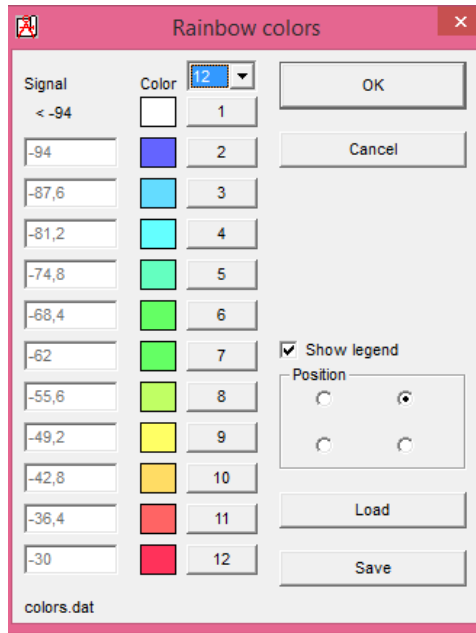 Rainbow colors
Signal Color 12 OK
< -94 1
-94 2 Cancel
-87,6 3
-81,2 4
-74,8 5
-68,4 6
-62 7 Show legend
Position
-55,6 8
-49,2 9
-42,8 10
-36,4 11 Load
-30 12 Save
colors.dat